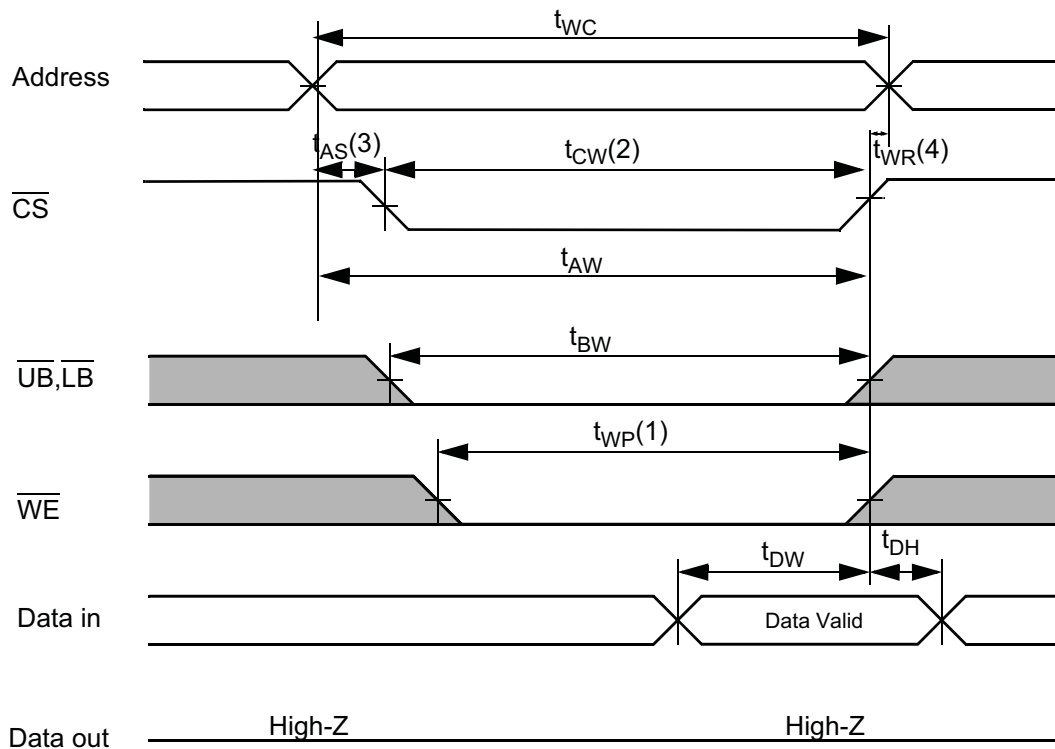 tWC
Address
tAS(3)
tCW(2)
tWR(4)
CS
tAW
tBW
UB,LB
tWP(1)
WE
tDW
tDH
Data in
Data Valid
High-Z
High-Z
Data out